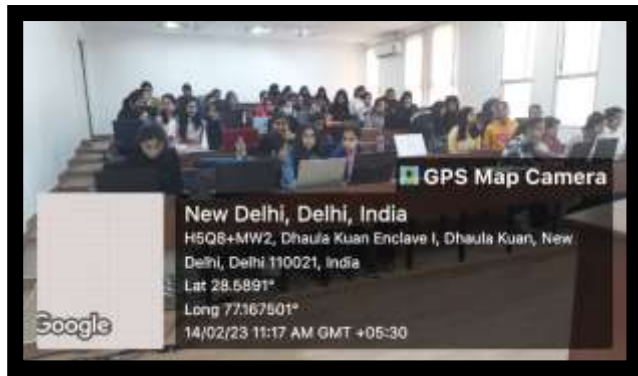 GPS Map Camera
New Delhi, Delhi, India
H5Q8+MW2, Dhaula Kuan Enclave I, Dhaula Kuan, New
Delhi, Delhi 110021, India
Lat 28.5891°
Long 77.167501°
14/02/23 11:17 AM GMT +05:30
Google